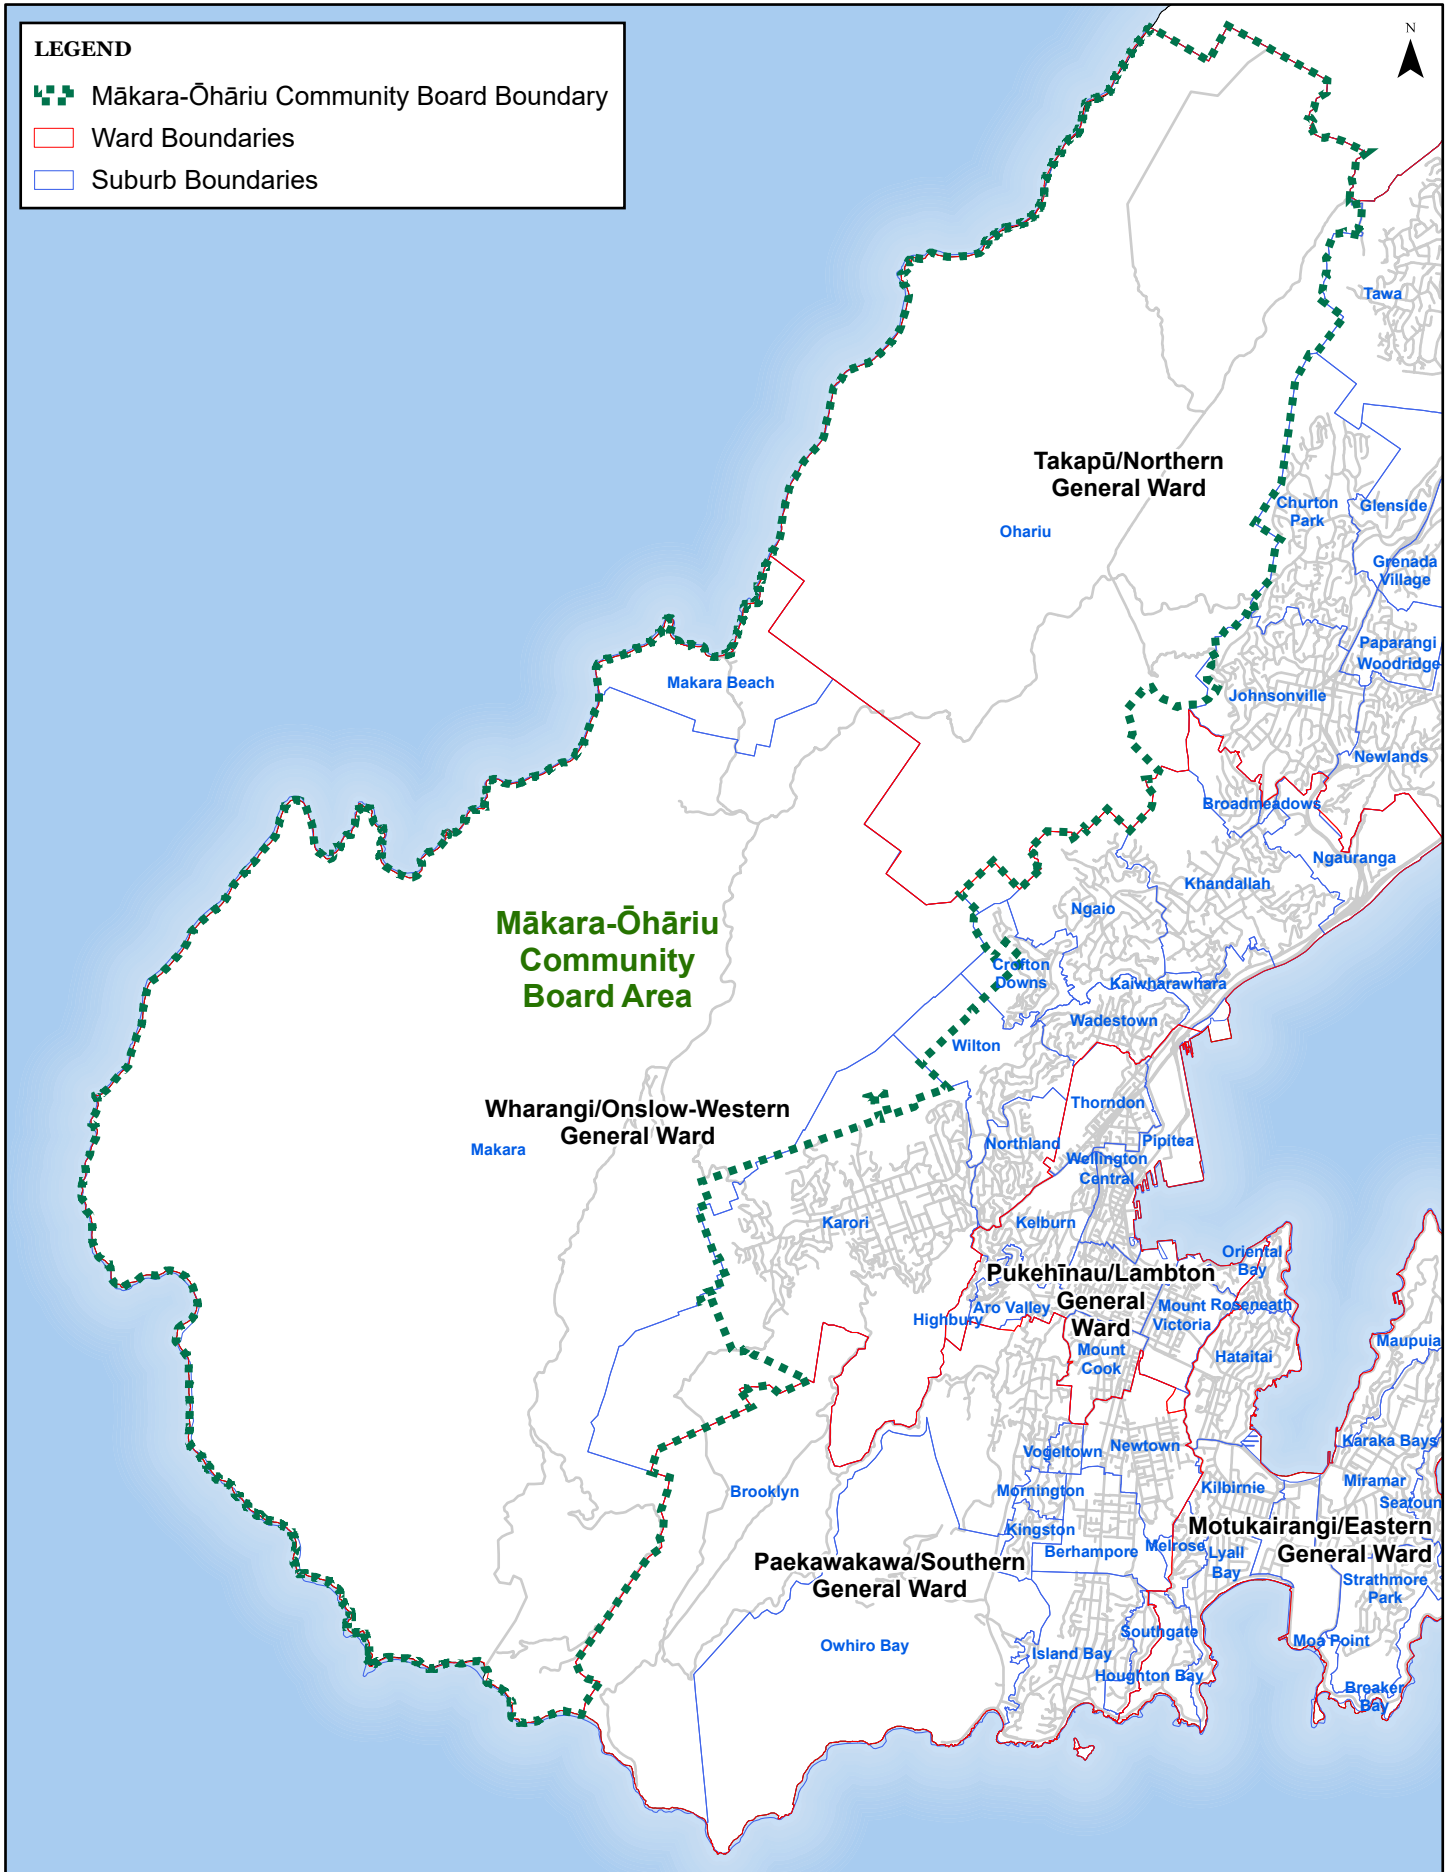 LEGEND
Mākara-Ōhāriu Community Board Boundary
Ward Boundaries
Suburb Boundaries
N
Tawa
Takapū/Northern
General Ward
Ohariu
Churton
Park
Glenside
Grenada
Village
Paparangi
Woodridge
Makara Beach
Johnsonville
Newlands
Broadmeadows
Ngauranga
Khandallah
Ngaio
Mākara-Ōhāriu
Community
Board Area
Crofton
Downs
Kaiwharawhara
Wadestown
Wilton
Wharangi/Onslow-Western
General Ward
Makara
Thorndon
Northland
Pipitea
Wellington
Central
Karori
Kelburn
Oriental
Bay
Pukehīnau/Lambton
General
Ward
Aro Valley
Highbury
Mount
Victoria
Roseneath
Mount
Cook
Hataitai
Maupuia
Vogeltown
Newtown
Karaka Bays
Brooklyn
Mornington
Kilbirnie
Miramar
Seatoun
Kingston
Berhampore
Melrose
Lyall
Bay
Motukairangi/Eastern
General Ward
Paekawakawa/Southern
General Ward
Strathmore
Park
Owhiro Bay
Island Bay
Southgate
Houghton Bay
Moa Point
Breaker
Bay